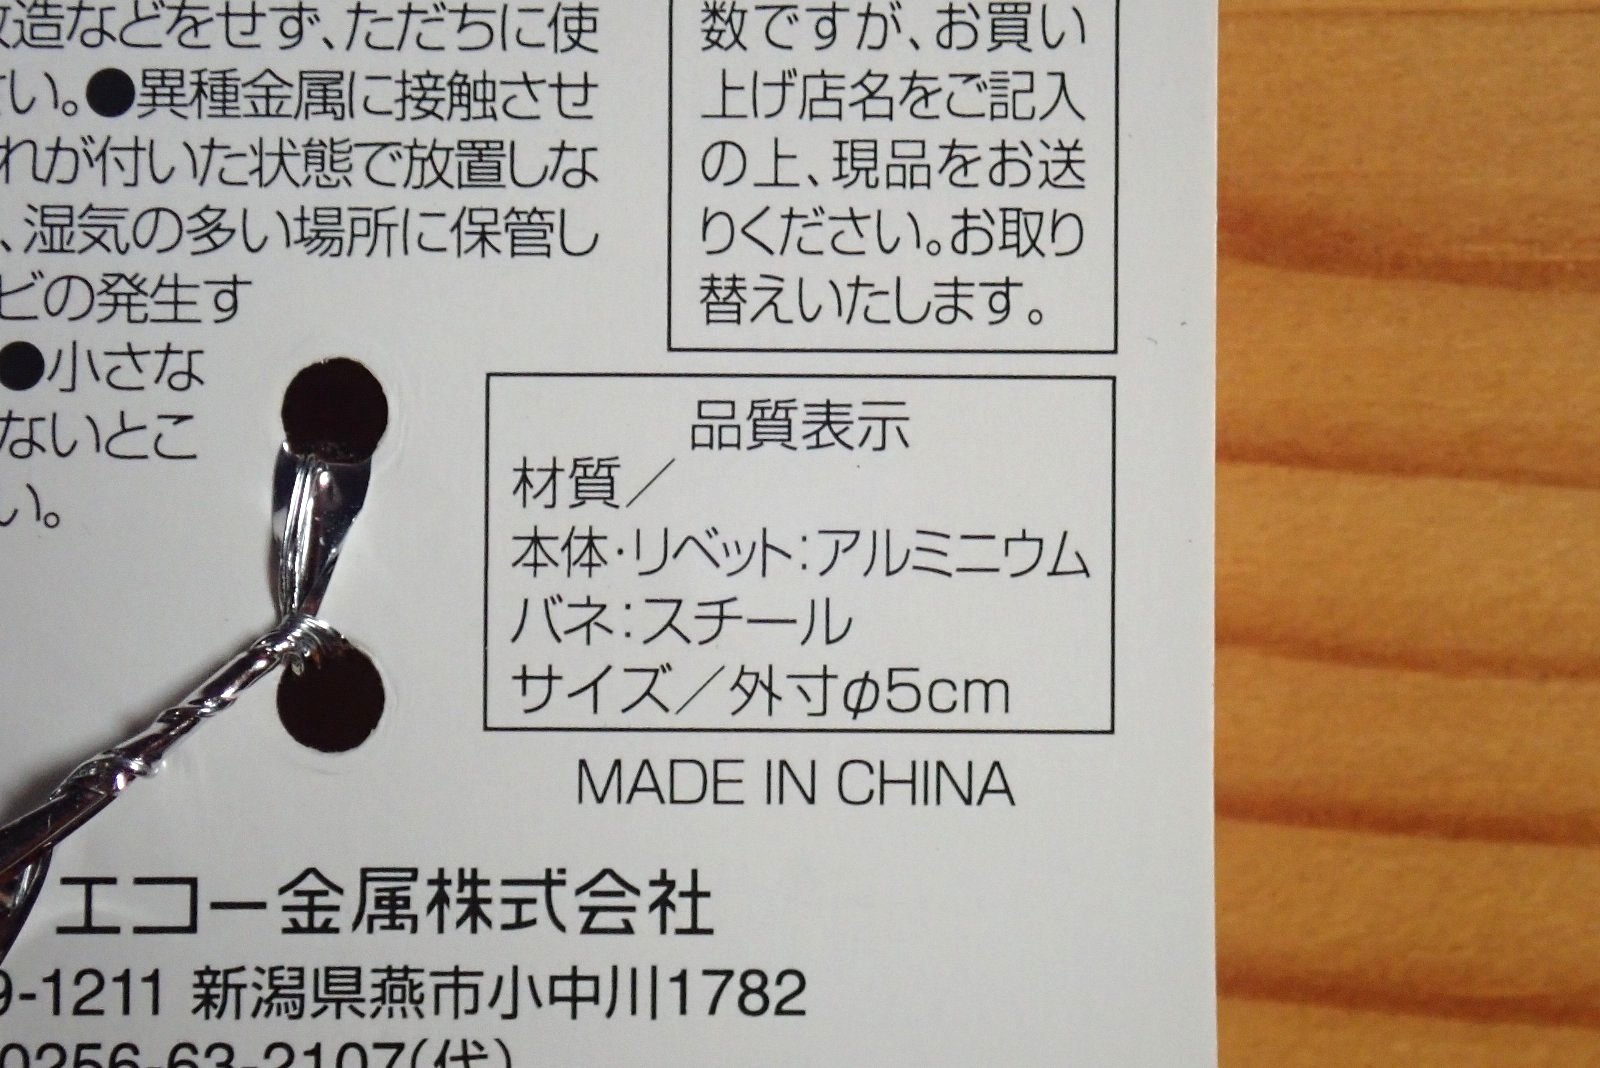 改造などをせず、ただちに使
さい。●異種金属に接触させ
れが付いた状態で放置しな
、湿気の多い場所に保管し
ビの発生す
●小さな
ないとこ
い。
数ですが、お買い
上げ店名をご記入
の上、現品をお送
りください。お取り
替えいたします。
品質表示
材質／
本体・リベット：アルミニウム
バネ：スチール
サイズ／外寸φ5cm
MADE IN CHINA
エコー金属株式会社
9-1211 新潟県燕市小中川1782
0256-63-2107(代)